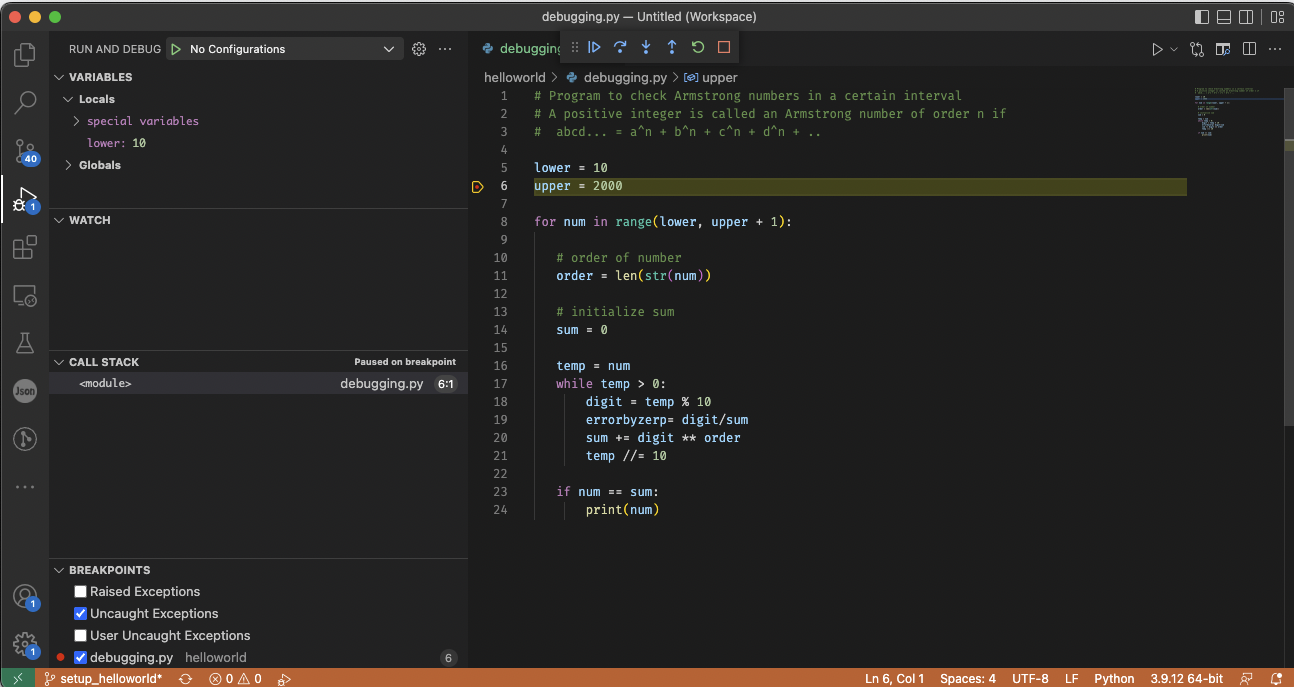 debugging.py — Untitled (Workspace)
RUN AND DEBUG No Configurations ...
VARIABLES
Locals
special variables
lower: 10
Globals
WATCH
CALL STACK Paused on breakpoint
<module> debugging.py 6:1
BREAKPOINTS
Raised Exceptions
Uncaught Exceptions
User Uncaught Exceptions
debugging.py helloworld 6
40
1
Json
1
1
debugging
helloworld > debugging.py > upper
1 # Program to check Armstrong numbers in a certain interval
2 # A positive integer is called an Armstrong number of order n if
3 #  abcd... = a^n + b^n + c^n + d^n + ..
4
5 lower = 10
6 upper = 2000
7
8 for num in range(lower, upper + 1):
9
10    # order of number
11    order = len(str(num))
12
13    # initialize sum
14    sum = 0
15
16    temp = num
17    while temp > 0:
18        digit = temp % 10
19        errorbyzerp= digit/sum
20        sum += digit ** order
21        temp //= 10
22
23    if num == sum:
24        print(num)
setup_helloworld* 0 0 Ln 6, Col 1 Spaces: 4 UTF-8 LF Python 3.9.12 64-bit